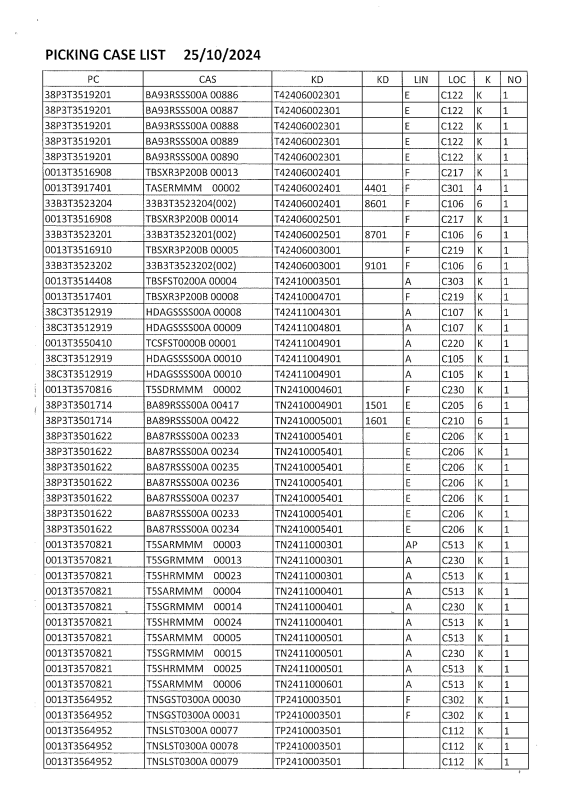 PICKING CASE LIST 25/10/2024
PC CAS KD KD LIN LOC K NO
38P3T3519201 BA93RSSS00A 00886 T42406002301 E C122 K 1
38P3T3519201 BA93RSSS00A 00887 T42406002301 E C122 K 1
38P3T3519201 BA93RSSS00A 00888 T42406002301 E C122 K 1
38P3T3519201 BA93RSSS00A 00889 T42406002301 E C122 K 1
38P3T3519201 BA93RSSS00A 00890 T42406002301 E C122 K 1
0013T3516908 TBSXR3P200B 00013 T42406002401 F C217 K 1
0013T3917401 TASERMMM 00002 T42406002401 4401 F C301 4 1
33B3T3523204 33B3T3523204(002) T42406002401 8601 F C106 6 1
0013T3516908 TBSXR3P200B 00014 T42406002501 F C217 K 1
33B3T3523201 33B3T3523201(002) T42406002501 8701 F C106 6 1
0013T3516910 TBSXR3P200B 00005 T42406003001 F C219 K 1
33B3T3523202 33B3T3523202(002) T42406003001 9101 F C106 6 1
0013T3514408 TBSFST0200A 00004 T42410003501 A C303 K 1
0013T3517401 TBSXR3P200B 00008 T42410004701 F C219 K 1
38C3T3512919 HDAGSSSS00A 00008 T42411004301 A C107 K 1
38C3T3512919 HDAGSSSS00A 00009 T42411004801 A C107 K 1
0013T3550410 TCSFST0000B 00001 T42411004901 A C220 K 1
38C3T3512919 HDAGSSSS00A 00010 T42411004901 A C105 K 1
38C3T3512919 HDAGSSSS00A 00010 T42411004901 A C105 K 1
0013T3570816 T5SDRMMM 00002 TN2410004601 F C230 K 1
38P3T3501714 BA89RSSS00A 00417 TN2410004901 1501 E C205 6 1
38P3T3501714 BA89RSSS00A 00422 TN2410005001 1601 E C210 6 1
38P3T3501622 BA87RSSS00A 00233 TN2410005401 E C206 K 1
38P3T3501622 BA87RSSS00A 00234 TN2410005401 E C206 K 1
38P3T3501622 BA87RSSS00A 00235 TN2410005401 E C206 K 1
38P3T3501622 BA87RSSS00A 00236 TN2410005401 E C206 K 1
38P3T3501622 BA87RSSS00A 00237 TN2410005401 E C206 K 1
38P3T3501622 BA87RSSS00A 00233 TN2410005401 E C206 K 1
38P3T3501622 BA87RSSS00A 00234 TN2410005401 E C206 K 1
0013T3570821 T5SARMMM 00003 TN2411000301 AP C513 K 1
0013T3570821 T5SGRMMM 00013 TN2411000301 A C230 K 1
0013T3570821 T5SHRMMM 00023 TN2411000301 A C513 K 1
0013T3570821 T5SARMMM 00004 TN2411000401 A C513 K 1
0013T3570821 T5SGRMMM 00014 TN2411000401 A C230 K 1
0013T3570821 T5SHRMMM 00024 TN2411000401 A C513 K 1
0013T3570821 T5SARMMM 00005 TN2411000501 A C513 K 1
0013T3570821 T5SGRMMM 00015 TN2411000501 A C230 K 1
0013T3570821 T5SHRMMM 00025 TN2411000501 A C513 K 1
0013T3570821 T5SARMMM 00006 TN2411000601 A C513 K 1
0013T3564952 TNSGST0300A 00030 TP2410003501 F C302 K 1
0013T3564952 TNSGST0300A 00031 TP2410003501 F C302 K 1
0013T3564952 TNSLST0300A 00077 TP2410003501 C112 K 1
0013T3564952 TNSLST0300A 00078 TP2410003501 C112 K 1
0013T3564952 TNSLST0300A 00079 TP2410003501 C112 K 1